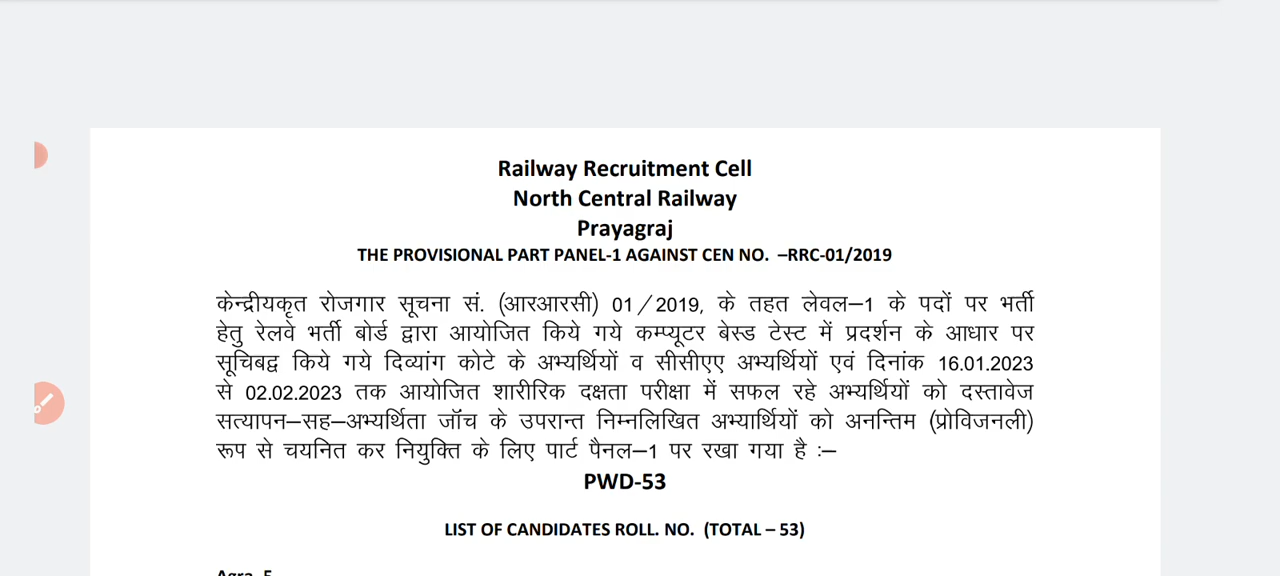 Railway Recruitment Cell
North Central Railway
Prayagraj
THE PROVISIONAL PART PANEL-1 AGAINST CEN NO. –RRC-01/2019
केन्द्रीयकृत रोजगार सूचना सं. (आरआरसी) 01/2019, के तहत लेवल–1 के पदों पर भर्ती
हेतु रेलवे भर्ती बोर्ड द्वारा आयोजित किये गये कम्प्यूटर बेस्ड टेस्ट में प्रदर्शन के आधार पर
सूचिबद्व किये गये दिव्यांग कोटे के अभ्यर्थियों व सीसीएए अभ्यर्थियों एवं दिनांक 16.01.2023
से 02.02.2023 तक आयोजित शारीरिक दक्षता परीक्षा में सफल रहे अभ्यर्थियों को दस्तावेज
सत्यापन–सह–अभ्यर्थिता जॉंच के उपरान्त निम्नलिखित अभ्यार्थियों को अनन्तिम (प्रोविजनली)
रूप से चयनित कर नियुक्ति के लिए पार्ट पैनल–1 पर रखा गया है :–
PWD-53
LIST OF CANDIDATES ROLL. NO. (TOTAL – 53)
Agra-5